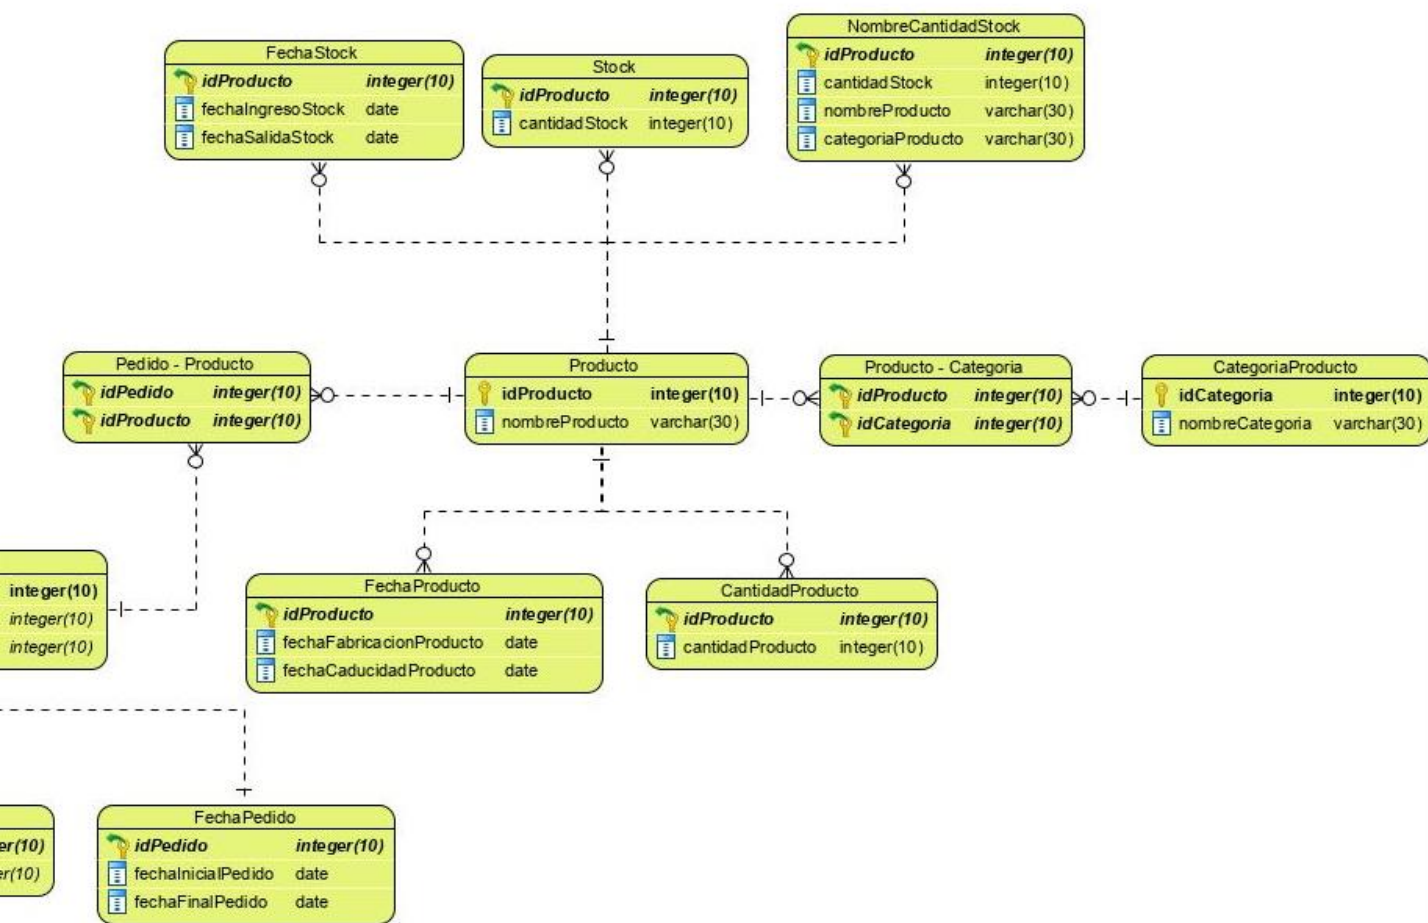 FechaStock
idProducto integer(10)
fechaIngresoStock date
fechaSalidaStock date
Stock
idProducto integer(10)
cantidadStock integer(10)
NombreCantidadStock
idProducto integer(10)
cantidadStock integer(10)
nombreProducto varchar(30)
categoriaProducto varchar(30)
Pedido - Producto
idPedido integer(10)
idProducto integer(10)
Producto
idProducto integer(10)
nombreProducto varchar(30)
Producto - Categoria
idProducto integer(10)
idCategoria integer(10)
CategoriaProducto
idCategoria integer(10)
nombreCategoria varchar(30)
integer(10)
integer(10)
integer(10)
FechaProducto
idProducto integer(10)
fechaFabricacionProducto date
fechaCaducidadProducto date
CantidadProducto
idProducto integer(10)
cantidadProducto integer(10)
er(10)
er(10)
FechaPedido
idPedido integer(10)
fechaInicialPedido date
fechaFinalPedido date